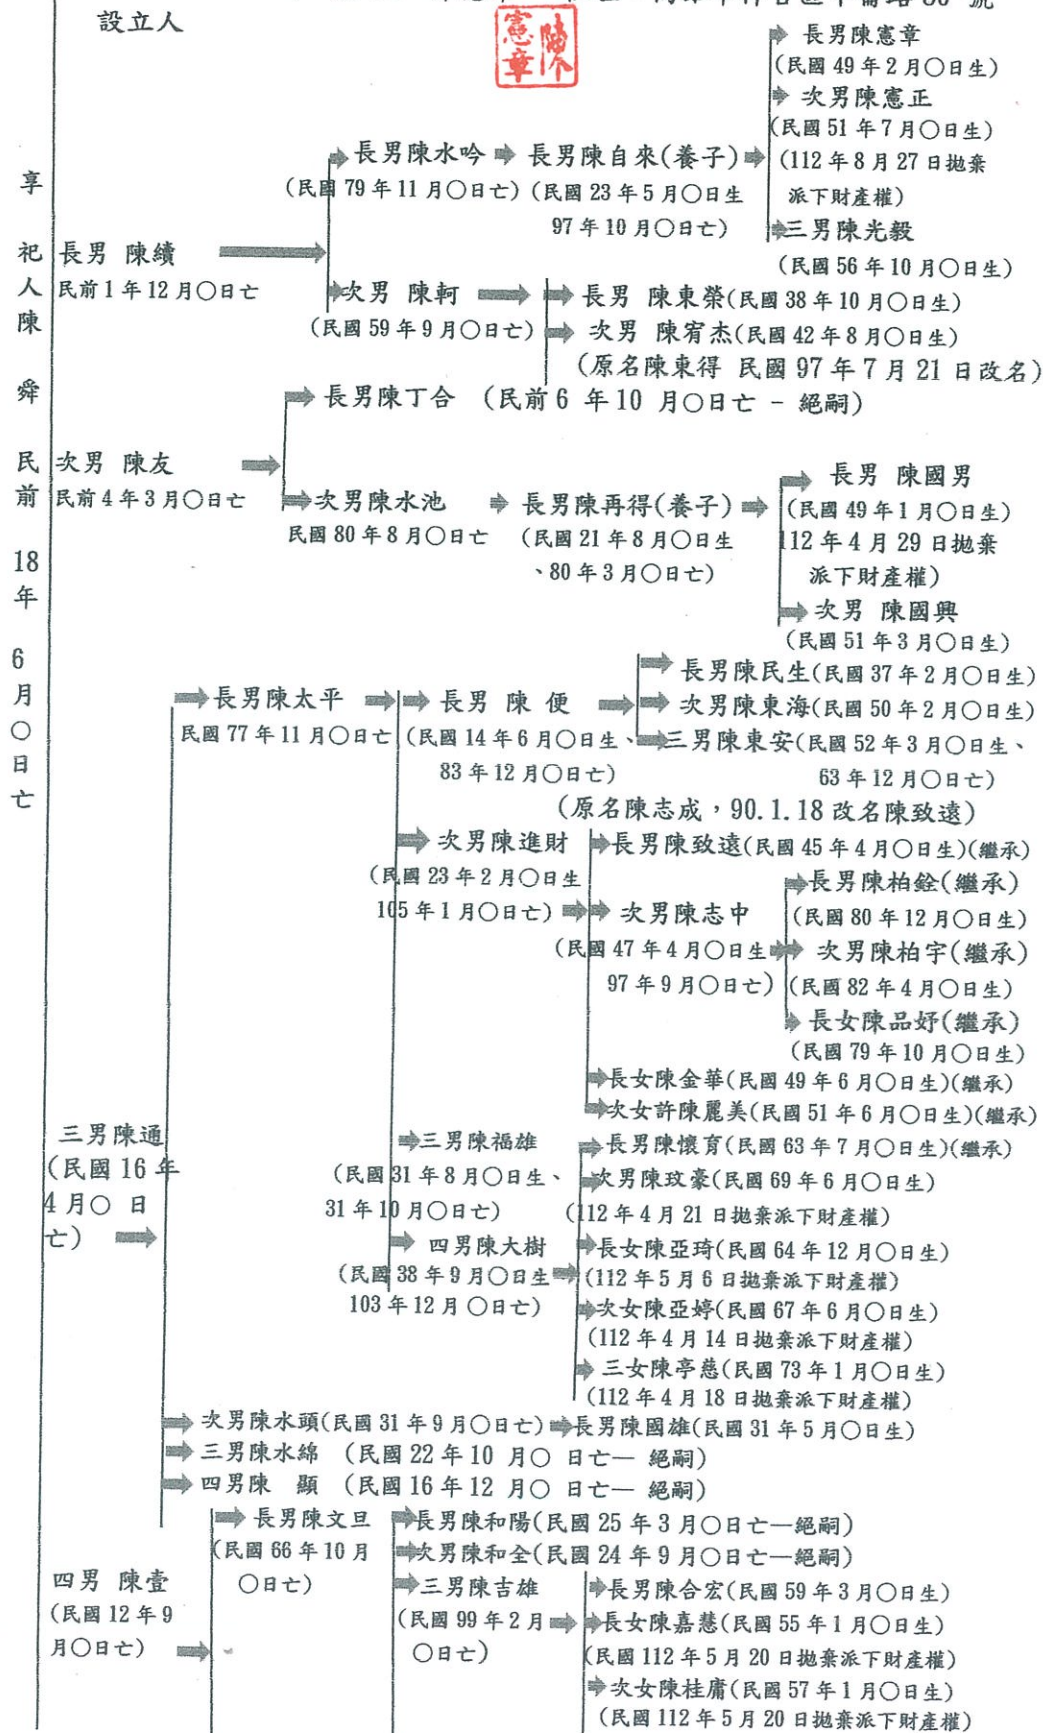 設立人
陳憲章
享祀人陳舜民前18年6月○日亡
長男 陳續
民前1年12月○日亡
長男陳水吟
(民國79年11月○日亡)
長男陳自來(養子)
(民國23年5月○日生
97年10月○日亡)
長男陳憲章
(民國49年2月○日生)
次男陳憲正
(民國51年7月○日生)
(112年8月27日拋棄
派下財產權)
三男陳光毅
(民國56年10月○日生)
次男 陳軻
(民國59年9月○日亡)
長男 陳東榮(民國38年10月○日生)
次男 陳宥杰(民國42年8月○日生)
(原名陳東得 民國97年7月21日改名)
次男 陳友
民前4年3月○日亡
長男陳丁合 (民前6 年10 月○日亡 - 絕嗣)
次男陳水池
民國80年8月○日亡
長男陳再得(養子)
(民國21年8月○日生
、80年3月○日亡)
長男 陳國男
(民國49年1月○日生)
112年4月29日拋棄
派下財產權)
次男 陳國興
(民國51年3月○日生)
三男陳通
(民國16年
4月○ 日
亡)
長男陳太平
民國77年11月○日亡
長男 陳 便
(民國14年6月○日生、
83年12月○日亡)
長男陳民生(民國37年2月○日生)
次男陳東海(民國50年2月○日生)
三男陳東安(民國52年3月○日生、
63年12月○日亡)
(原名陳志成，90.1.18改名陳致遠)
次男陳進財
(民國23年2月○日生
105年1月○日亡)
長男陳致遠(民國45年4月○日生)(繼承)
次男陳志中
(民國47年4月○日生
97年9月○日亡)
長男陳柏銓(繼承)
(民國80年12月○日生)
次男陳柏宇(繼承)
(民國82年4月○日生)
長女陳品妤(繼承)
(民國79年10月○日生)
長女陳金華(民國49年6月○日生)(繼承)
次女許陳麗美(民國51年6月○日生)(繼承)
三男陳福雄
(民國31年8月○日生、
31年10月○日亡)
四男陳大樹
(民國38年9月○日生
103年12月○日亡)
長男陳懷育(民國63年7月○日生)(繼承)
次男陳玟豪(民國69年6月○日生)
(112年4月21日拋棄派下財產權)
長女陳亞琦(民國64年12月○日生)
(112年5月6日拋棄派下財產權)
次女陳亞婷(民國67年6月○日生)
(112年4月14日拋棄派下財產權)
三女陳亭慈(民國73年1月○日生)
(112年4月18日拋棄派下財產權)
次男陳水頭(民國31年9月○日亡)
長男陳國雄(民國31年5月○日生)
三男陳水綿 (民國22年10 月○ 日亡— 絕嗣)
四男陳 顯 (民國16年12 月○ 日亡— 絕嗣)
四男 陳壹
(民國12年9
月○日亡)
長男陳文旦
(民國66年10月
○日亡)
長男陳和陽(民國25年3月○日亡—絕嗣)
次男陳和全(民國24年9月○日亡—絕嗣)
三男陳吉雄
(民國99年2月
○日亡)
長男陳合宏(民國59年3月○日生)
長女陳嘉慧(民國55年1月○日生)
(民國112年5月20日拋棄派下財產權)
次女陳桂庸(民國57年1月○日生)
(民國112年5月20日拋棄派下財產權)